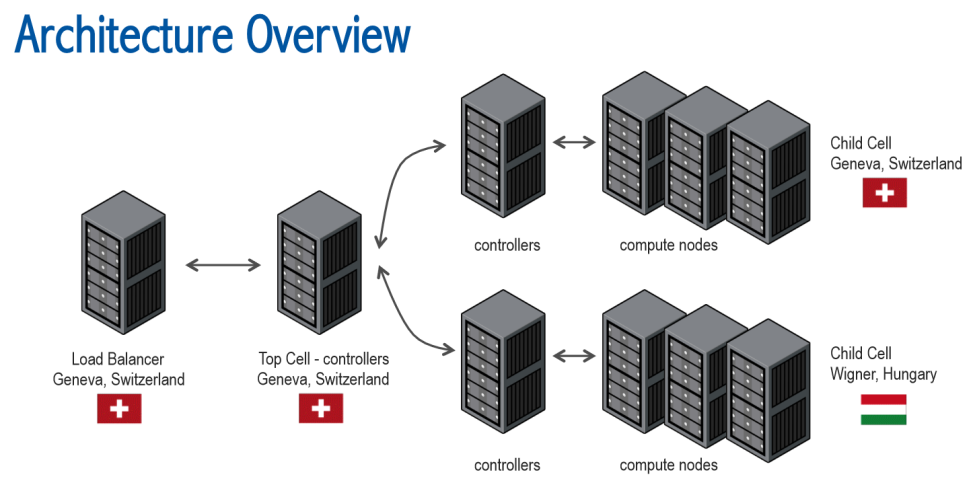 Architecture Overview
Child Cell
Geneva, Switzerland
controllers
compute nodes
Load Balancer
Geneva, Switzerland
Top Cell - controllers
Geneva, Switzerland
Child Cell
Wigner, Hungary
controllers
compute nodes